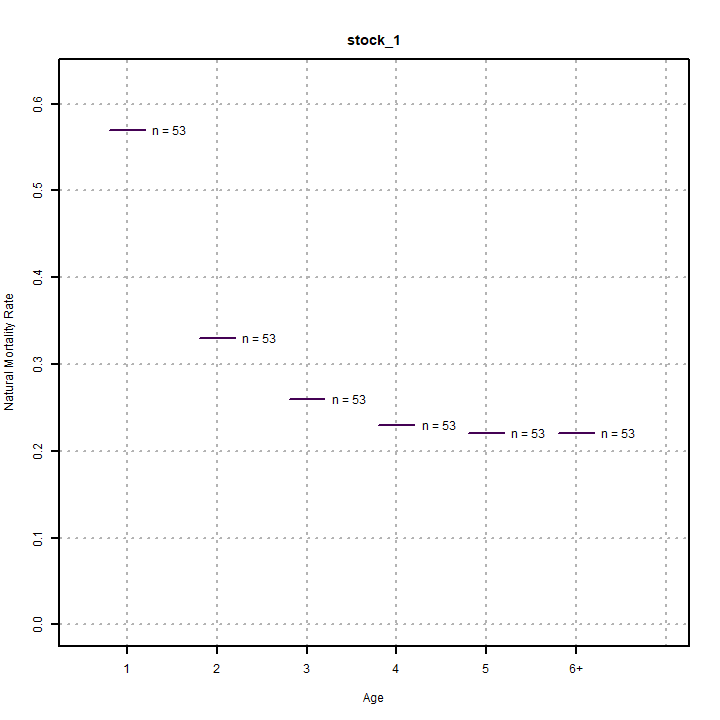 stock_1
Natural Mortality Rate
0.6
0.5
0.4
0.3
0.2
0.1
0.0
n = 53
n = 53
n = 53
n = 53
n = 53
n = 53
1
2
3
4
5
6+
Age